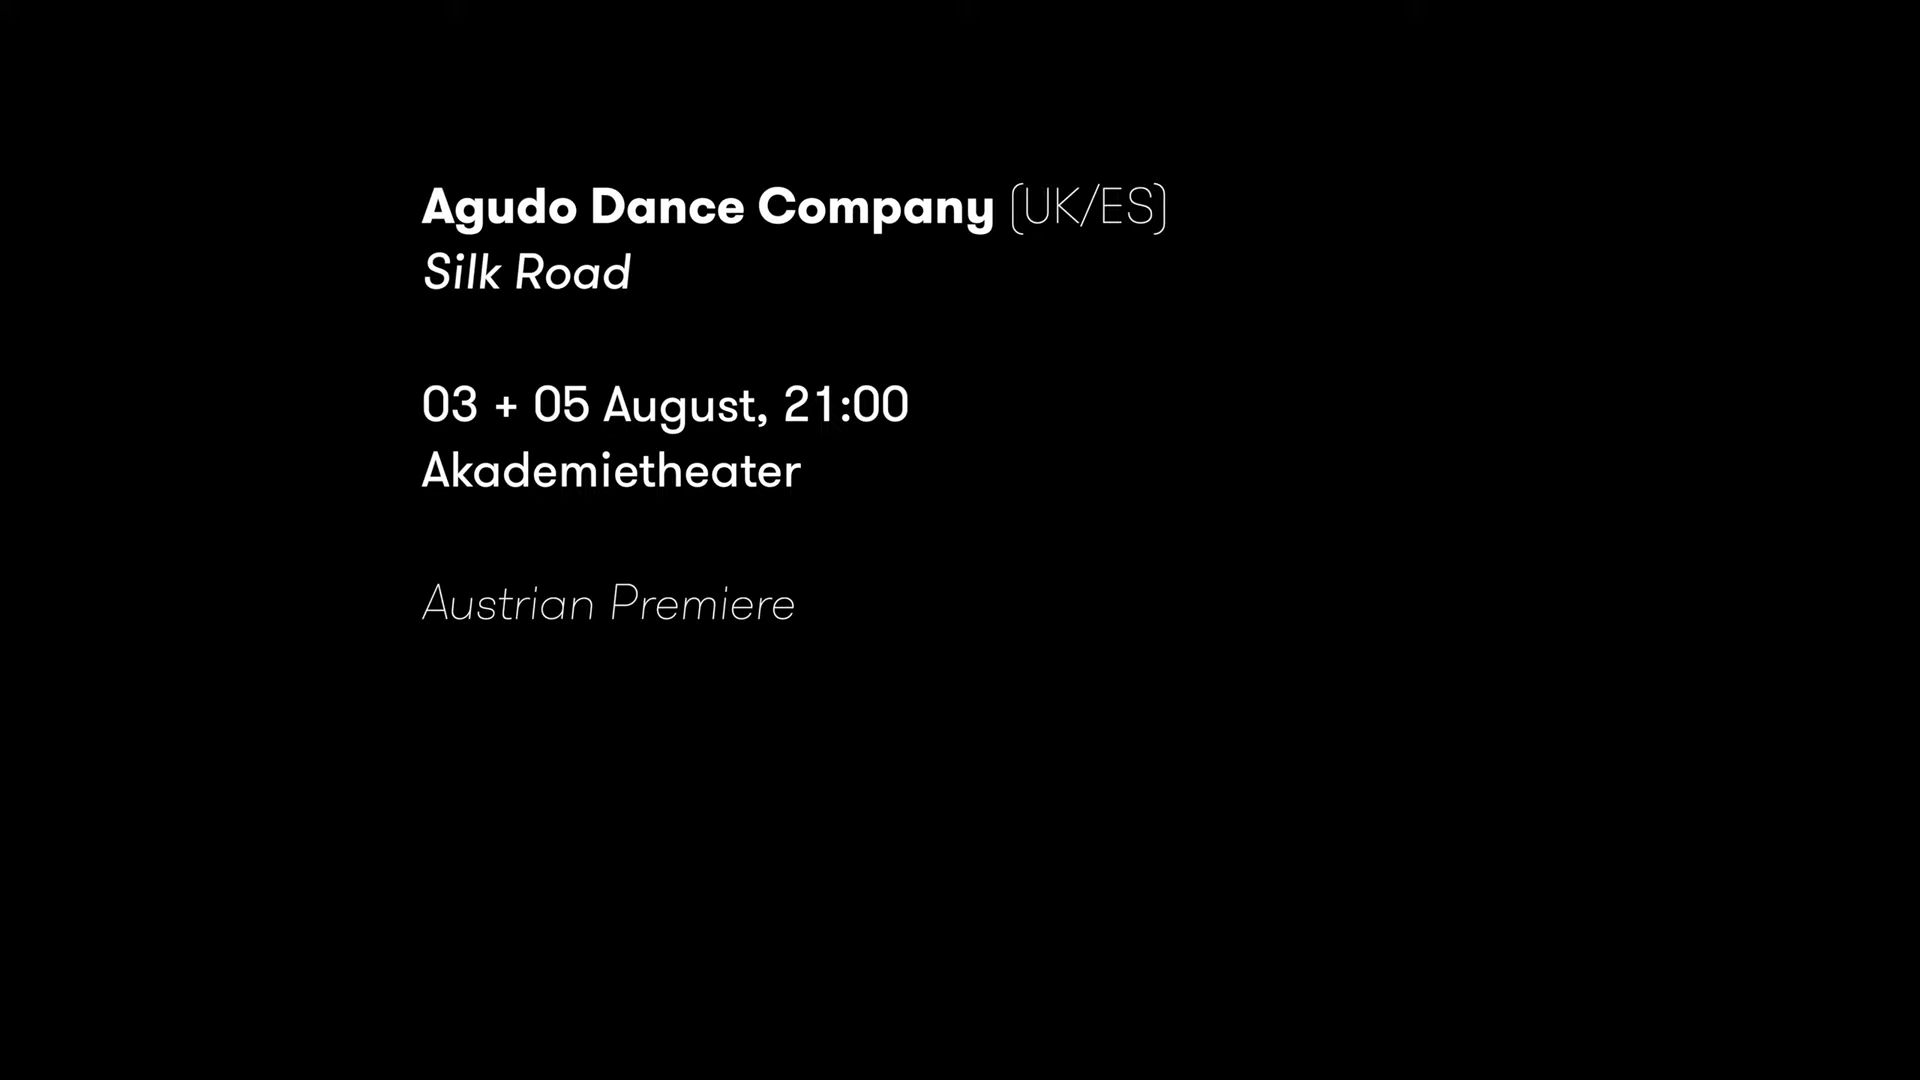 Agudo Dance Company (UK/ES)
Silk Road
03 + 05 August, 21:00
Akademietheater
Austrian Premiere